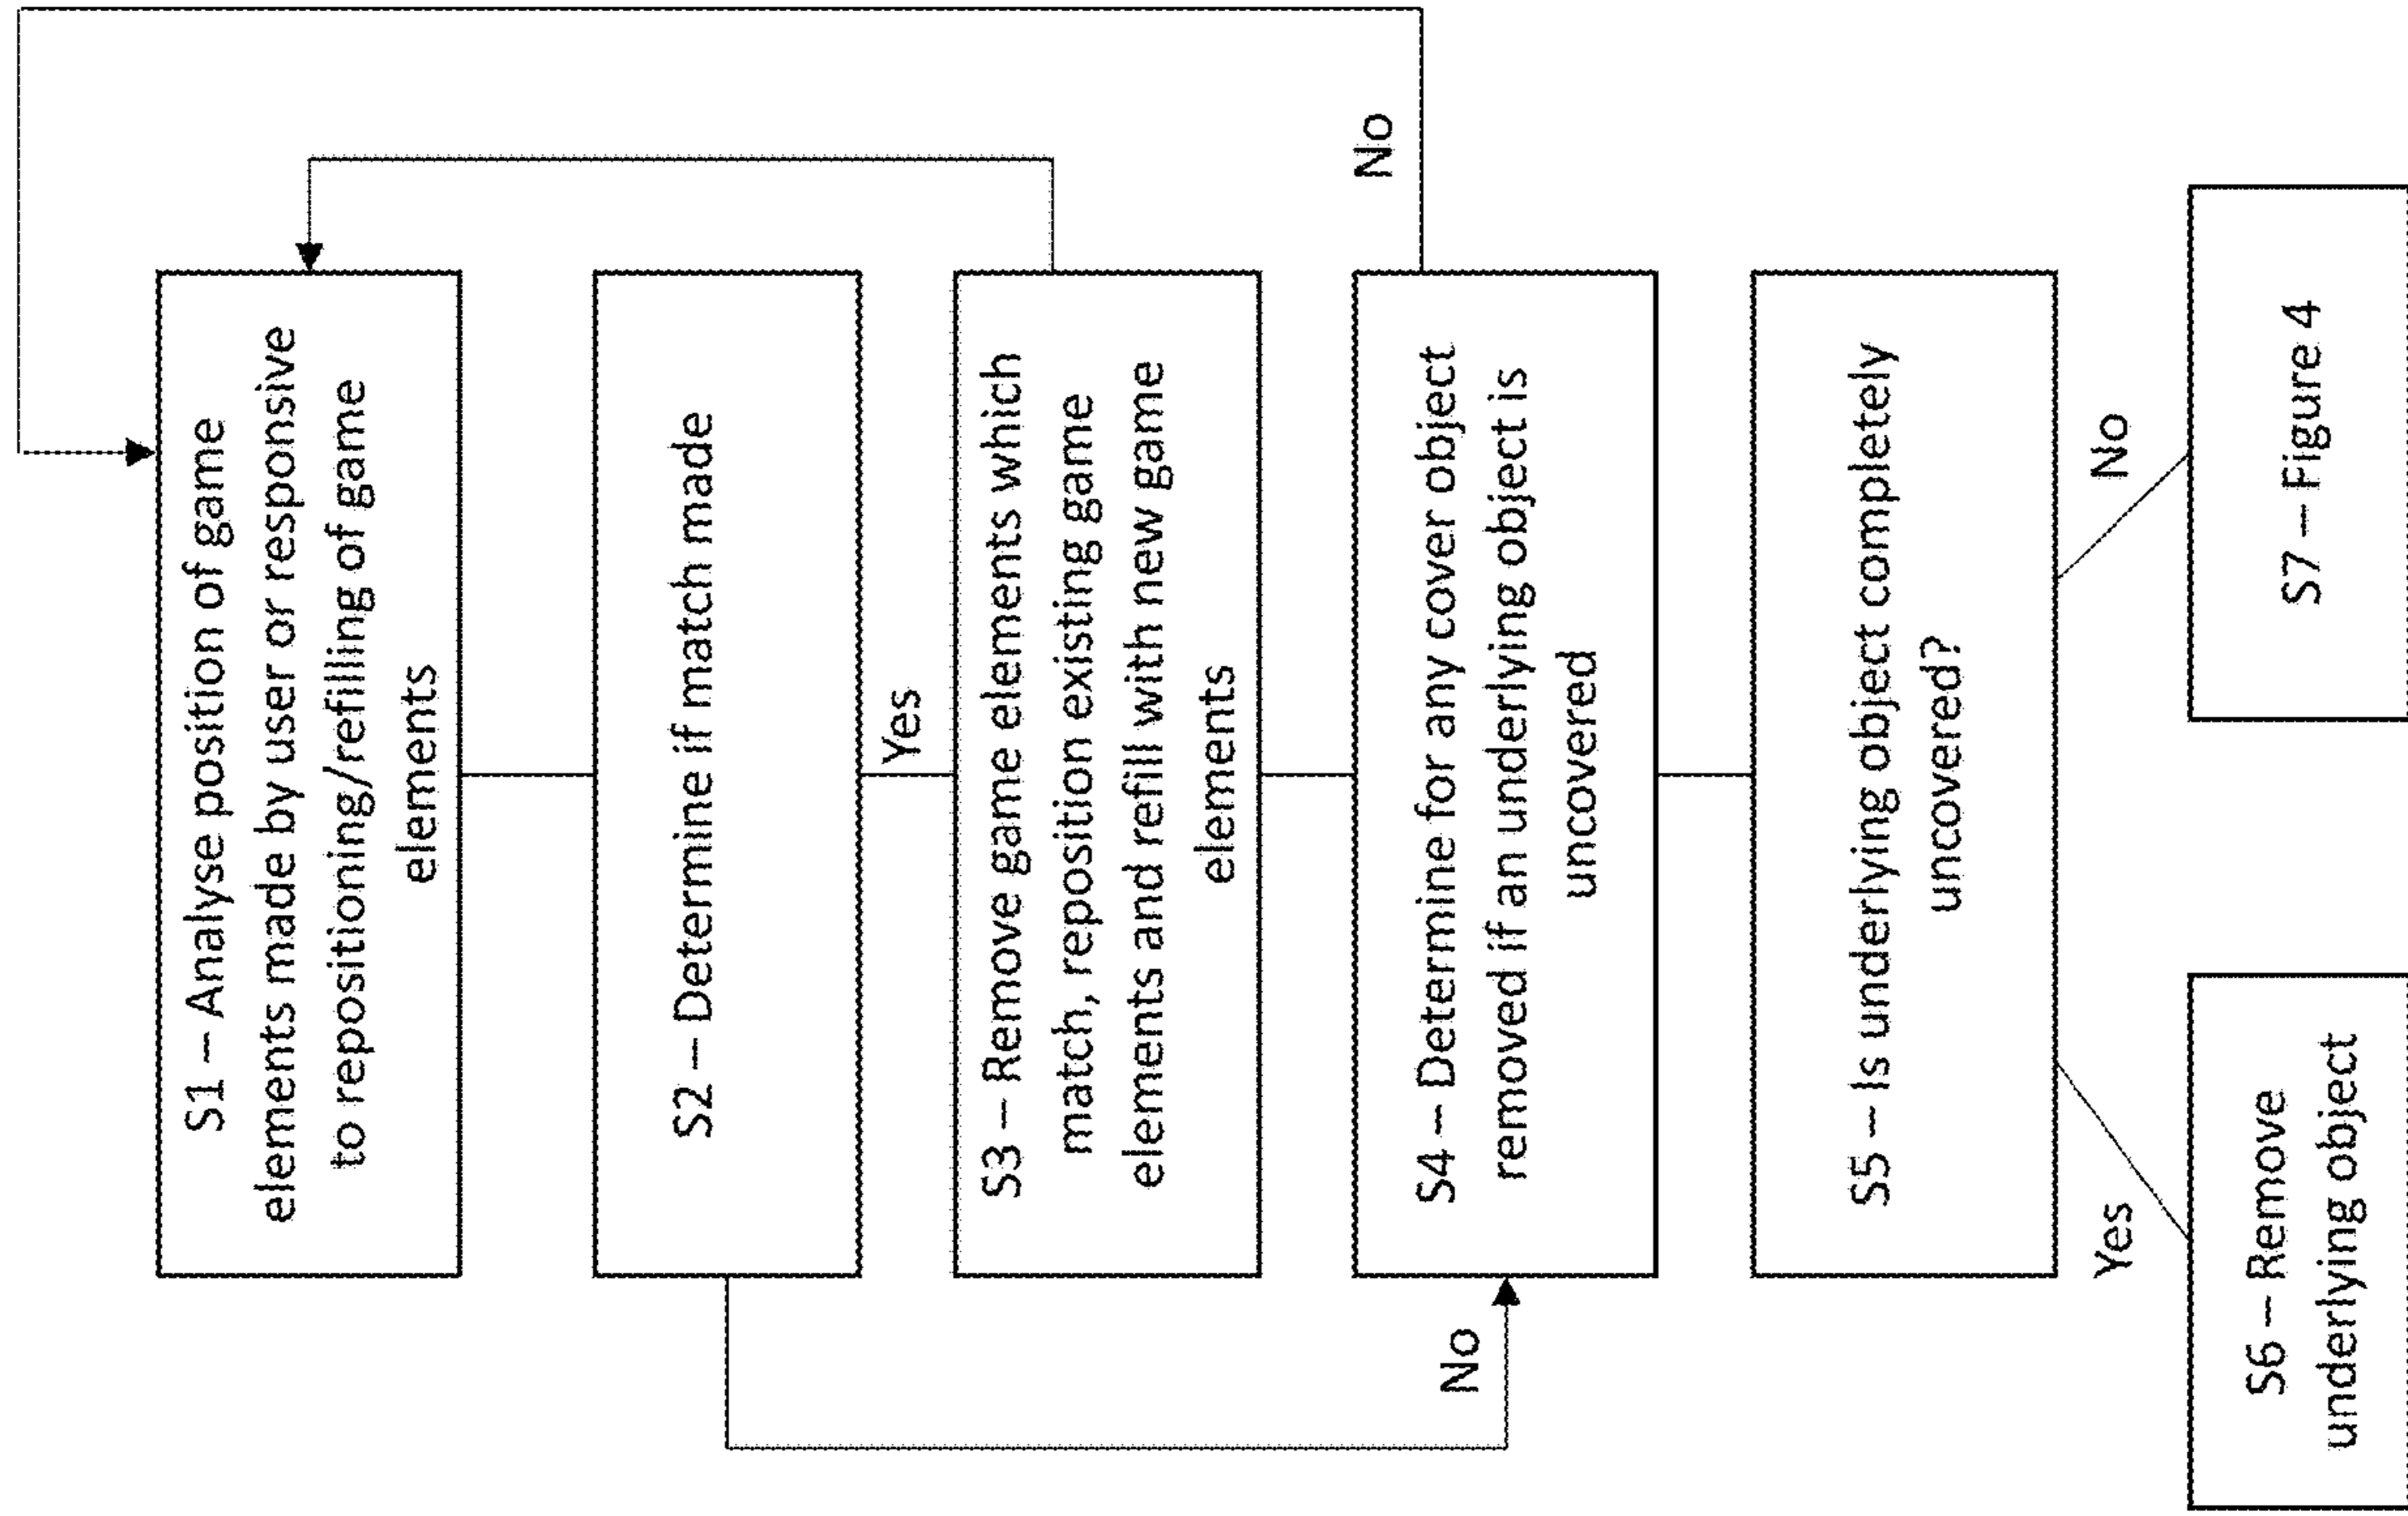 S1 – Analyse position of game
elements made by user or responsive
to repositioning/refilling of game
elements
S2 – Determine if match made
Yes
S3 – Remove game elements which
match, reposition existing game
elements and refill with new game
elements
No
No
S4 – Determine for any cover object
removed if an underlying object is
uncovered
S5 – Is underlying object completely
uncovered?
Yes
No
S6 – Remove
underlying object
S7 – Figure 4